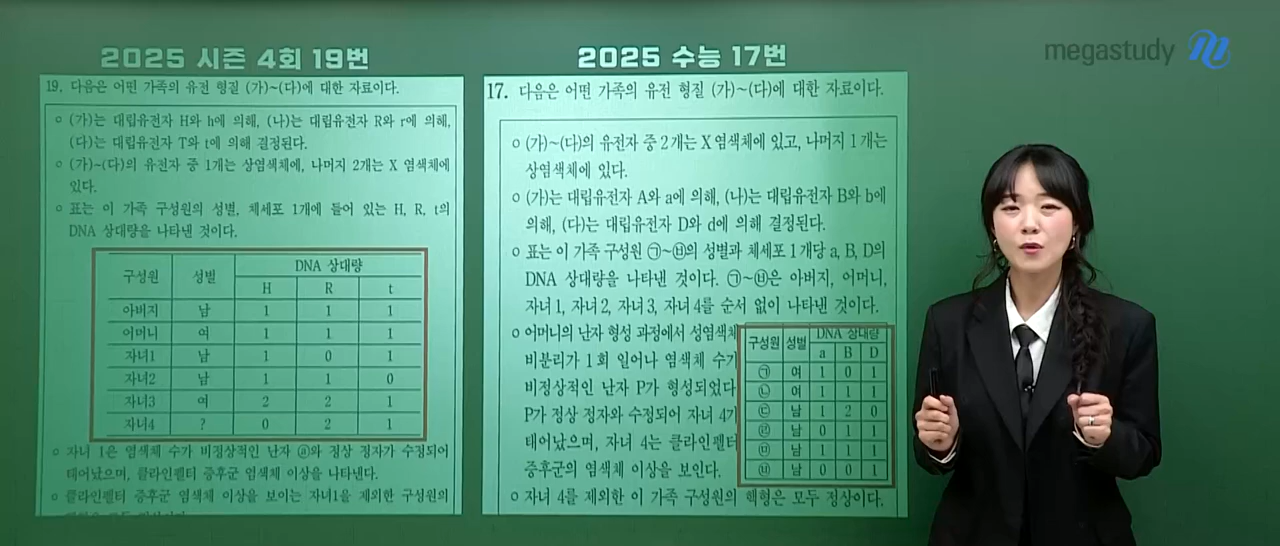 2025 시즌 4회 19번
19. 다음은 어떤 가족의 유전 형질 (가)~(다)에 대한 자료이다.
○ (가)는 대립유전자 H와 h에 의해, (나)는 대립유전자 R와 r에 의해,
(다)는 대립유전자 T와 t에 의해 결정된다.
○ (가)~(다)의 유전자 중 1개는 상염색체에, 나머지 2개는 X 염색체에
있다.
○ 표는 이 가족 구성원의 성별, 체세포 1개에 들어 있는 H, R, t의
DNA 상대량을 나타낸 것이다.
구성원 성별 DNA 상대량
H R t
아버지 남 1 1 1
어머니 여 1 1 1
자녀1 남 1 0 1
자녀2 남 1 1 0
자녀3 여 2 2 1
자녀4 ? 0 2 1
○ 자녀 1은 염색체 수가 비정상적인 난자 ⓐ와 정상 정자가 수정되어
태어났으며, 클라인펠터 증후군 염색체 이상을 나타낸다.
○ 클라인펠터 증후군 염색체 이상을 보이는 자녀1을 제외한 구성원의
2025 수능 17번
17. 다음은 어떤 가족의 유전 형질 (가)~(다)에 대한 자료이다.
○ (가)~(다)의 유전자 중 2개는 X 염색체에 있고, 나머지 1개는
상염색체에 있다.
○ (가)는 대립유전자 A와 a에 의해, (나)는 대립유전자 B와 b에
의해, (다)는 대립유전자 D와 d에 의해 결정된다.
○ 표는 이 가족 구성원 ㉠~㉥의 성별과 체세포 1개당 a, B, D의
DNA 상대량을 나타낸 것이다. ㉠~㉥은 아버지, 어머니,
자녀 1, 자녀 2, 자녀 3, 자녀 4를 순서 없이 나타낸 것이다.
○ 어머니의 난자 형성 과정에서 성염색체
비분리가 1회 일어나 염색체 수가
비정상적인 난자 P가 형성되었다.
P가 정상 정자와 수정되어 자녀 4가
태어났으며, 자녀 4는 클라인펠터
증후군의 염색체 이상을 보인다.
구성원 성별 DNA 상대량
a B D
㉠ 여 1 0 1
㉡ 여 1 1 1
㉢ 남 1 2 0
㉣ 남 0 1 1
㉤ 남 1 1 1
㉥ 남 0 0 1
○ 자녀 4를 제외한 이 가족 구성원의 핵형은 모두 정상이다.
megastudy